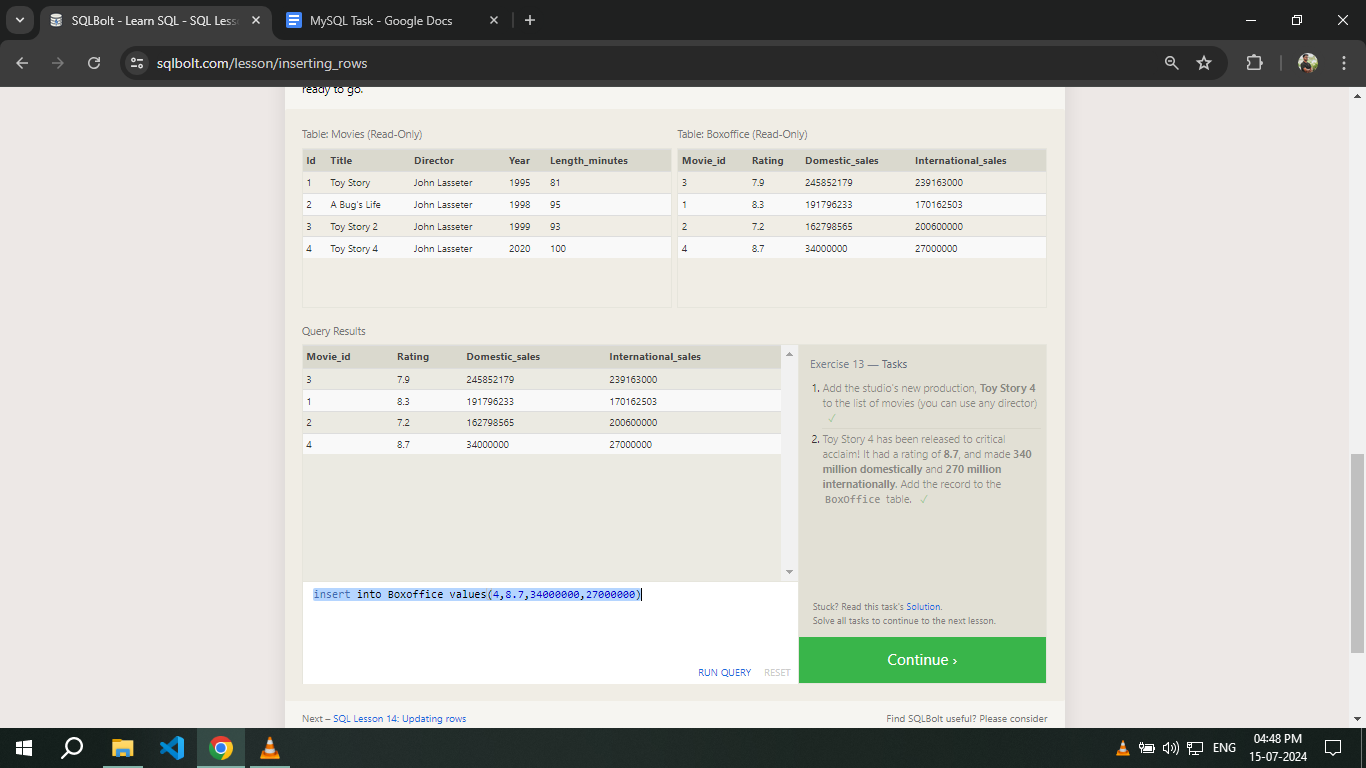 SQLBolt - Learn SQL - SQL Less
MySQL Task - Google Docs
sqlbolt.com/lesson/inserting_rows
ready to go.
Table: Movies (Read-Only)
Table: Boxoffice (Read-Only)
Id Title Director Year Length_minutes
1 Toy Story John Lasseter 1995 81
2 A Bug's Life John Lasseter 1998 95
3 Toy Story 2 John Lasseter 1999 93
4 Toy Story 4 John Lasseter 2020 100
Movie_id Rating Domestic_sales International_sales
3 7.9 245852179 239163000
1 8.3 191796233 170162503
2 7.2 162798565 200600000
4 8.7 34000000 27000000
Query Results
Movie_id Rating Domestic_sales International_sales
3 7.9 245852179 239163000
1 8.3 191796233 170162503
2 7.2 162798565 200600000
4 8.7 34000000 27000000
insert into Boxoffice values(4,8.7,34000000,27000000)
RUN QUERY RESET
Exercise 13 — Tasks
1. Add the studio's new production, Toy Story 4
to the list of movies (you can use any director)
✓
2. Toy Story 4 has been released to critical
acclaim! It had a rating of 8.7, and made 340
million domestically and 270 million
internationally. Add the record to the
BoxOffice table. ✓
Stuck? Read this task's Solution.
Solve all tasks to continue to the next lesson.
Continue ›
Next – SQL Lesson 14: Updating rows
Find SQLBolt useful? Please consider
ENG
04:48 PM
15-07-2024